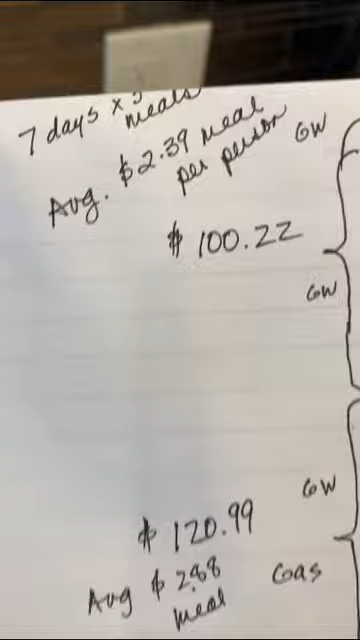 7 days x 3
meals
Avg. $2.39 meal
per person
GW
$ 100.22
GW
GW
$ 120.99
Avg $ 2.88
meal
Gas